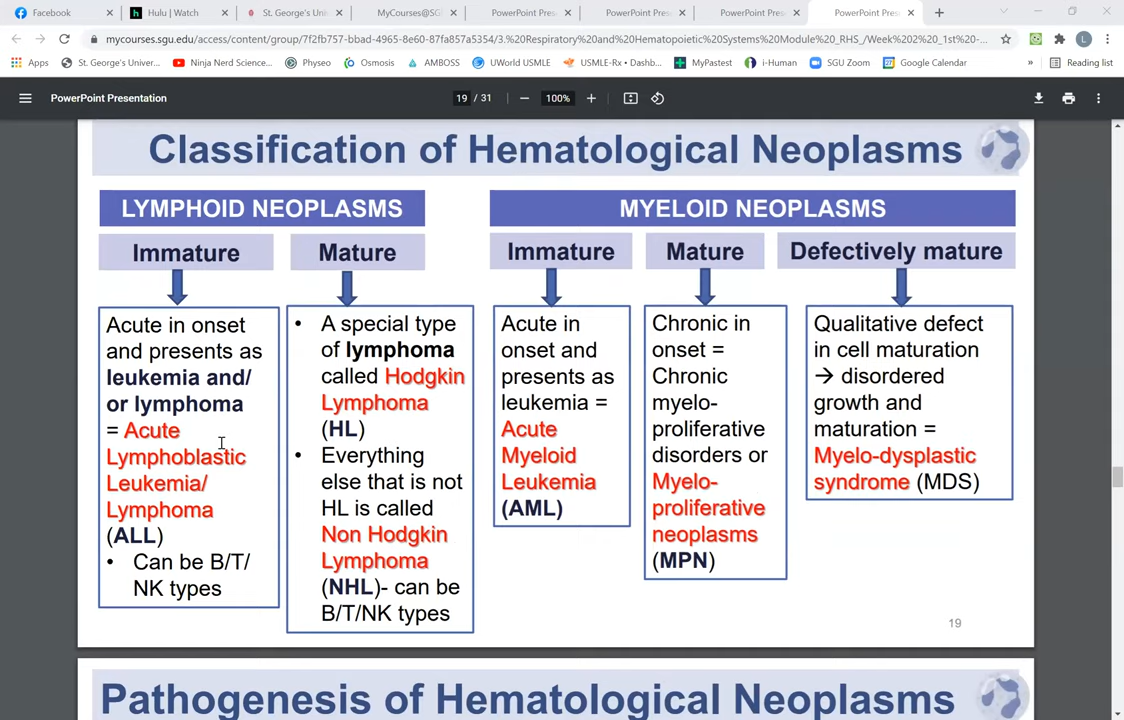 Facebook
Hulu | Watch
St. George's Uni
MyCourses@SG
PowerPoint Pres
PowerPoint Prese
PowerPoint Prese
PowerPoint Prese
mycourses.sgu.edu/access/content/group/7f2fb757-bbad-4965-8e60-87fa857a5354/3.%20Respiratory%20and%20Hematopoietic%20Systems%20Module%20_RHS_/Week%202%20_1st%20-...
L
Apps
St. George's Univer...
Ninja Nerd Science...
Physeo
Osmosis
AMBOSS
UWorld USMLE
USMLE-Rx • Dashb...
MyPastest
i-Human
SGU Zoom
Google Calendar
»
Reading list
PowerPoint Presentation
19 / 31
100%
Classification of Hematological Neoplasms
LYMPHOID NEOPLASMS
Immature
Acute in onset
and presents as
leukemia and/
or lymphoma
= Acute
Lymphoblastic
Leukemia/
Lymphoma
(ALL)
• Can be B/T/
NK types
Mature
• A special type
of lymphoma
called Hodgkin
Lymphoma
(HL)
• Everything
else that is not
HL is called
Non Hodgkin
Lymphoma
(NHL)- can be
B/T/NK types
MYELOID NEOPLASMS
Immature
Acute in
onset and
presents as
leukemia =
Acute
Myeloid
Leukemia
(AML)
Mature
Chronic in
onset =
Chronic
myelo-
proliferative
disorders or
Myelo-
proliferative
neoplasms
(MPN)
Defectively mature
Qualitative defect
in cell maturation
→ disordered
growth and
maturation =
Myelo-dysplastic
syndrome (MDS)
19
Pathogenesis of Hematological Neoplasms